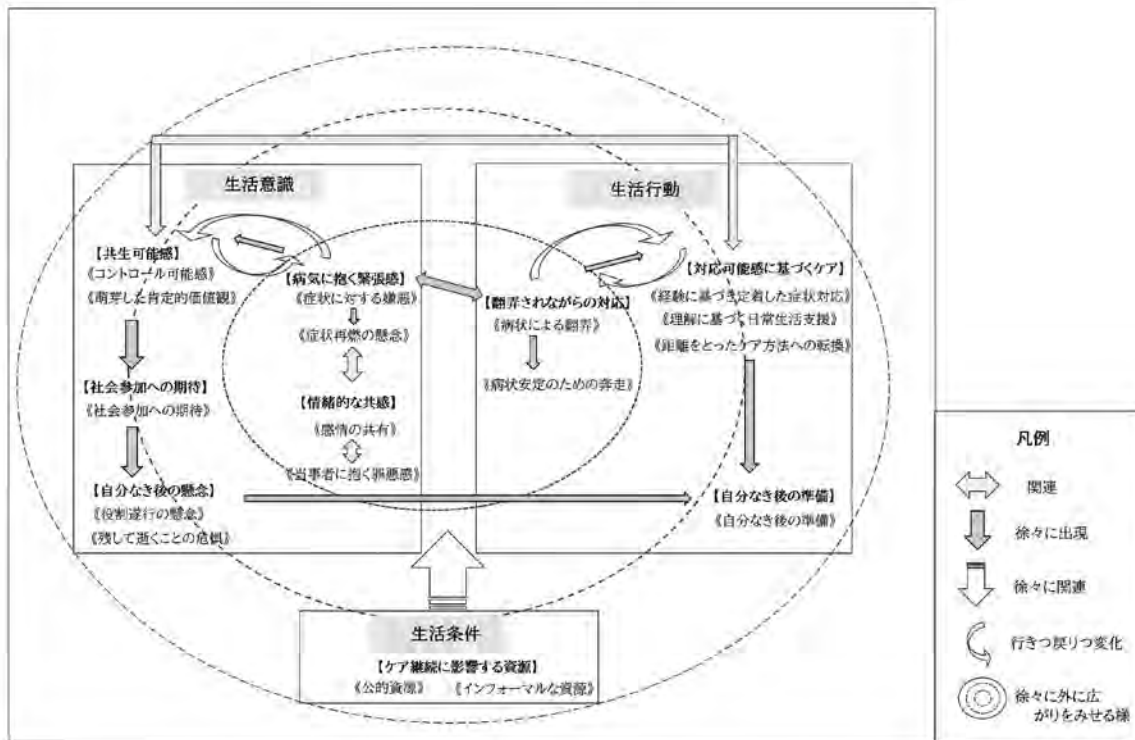 生活意識
【共生可能感】
《コントロール可能感》
《萌芽した肯定的価値観》
【社会参加への期待】
《社会参加への期待》
【自分なき後の懸念】
《役割遂行の懸念》
《残して逝くことの危惧》
【病気に抱く緊張感】
《症状に対する嫌悪》
《症状再燃の懸念》
【情緒的な共感】
《感情の共有》
《当事者に抱く罪悪感》
生活行動
【翻弄されながらの対応】
《病状による翻弄》
《病状安定のための奔走》
【対応可能感に基づくケア】
《経験に基づき定着した症状対応》
《理解に基づく日常生活支援》
《距離をとったケア方法への転換》
【自分なき後の準備】
《自分なき後の準備》
生活条件
【ケア継続に影響する資源】
《公的資源》 《インフォーマルな資源》
凡例
関連
徐々に出現
徐々に関連
行きつ戻りつ変化
徐々に外に広
がりをみせる様